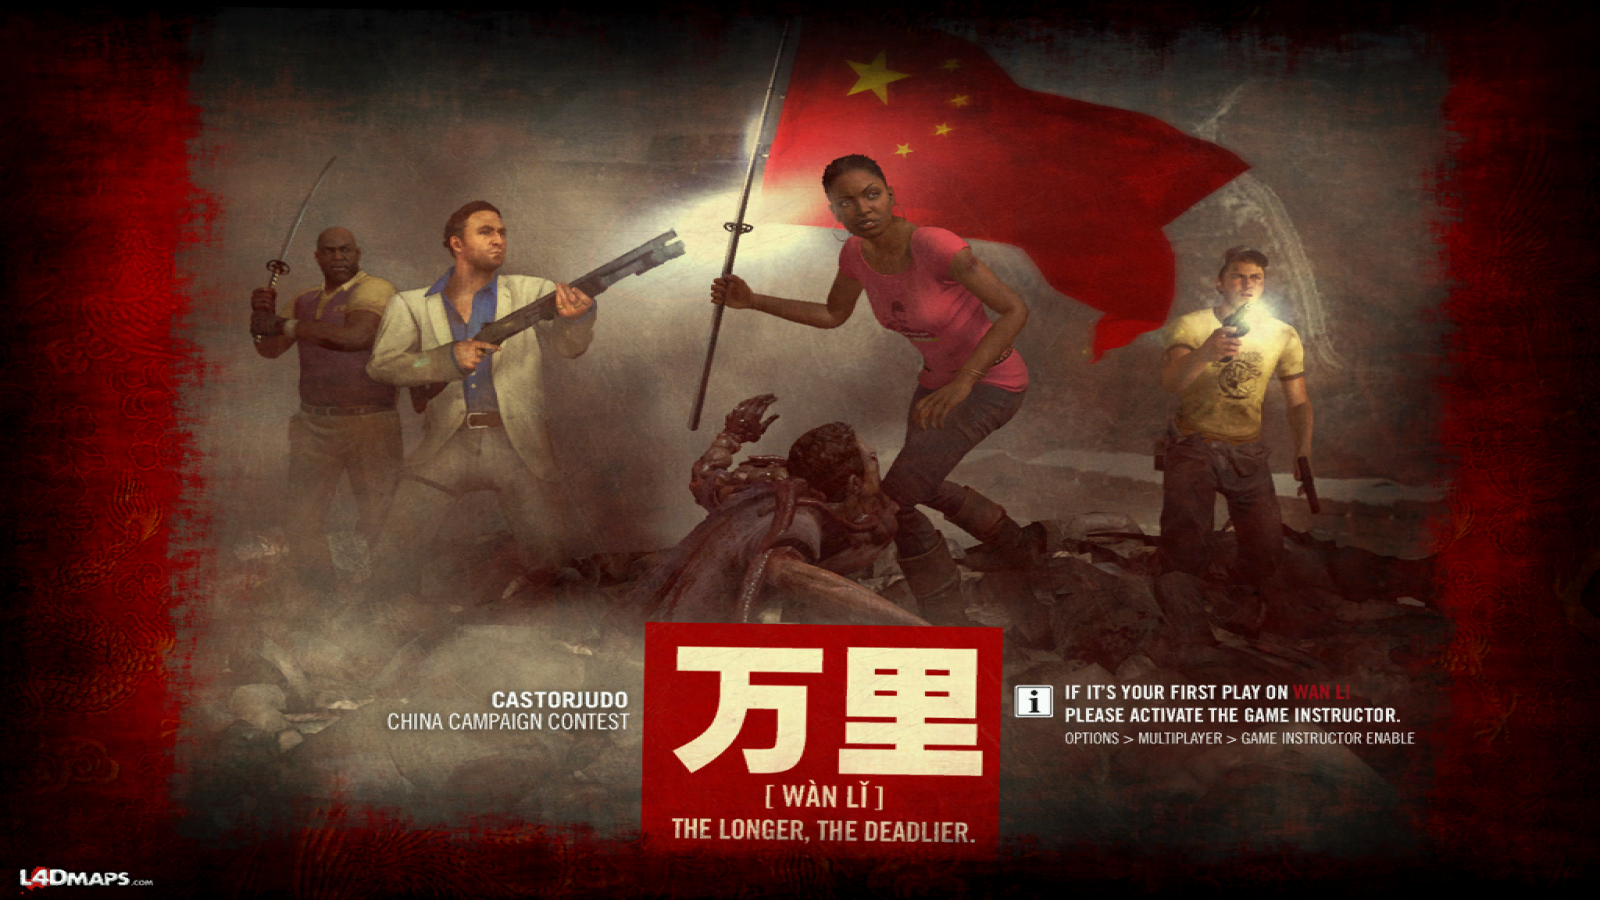 万里
[ WÀN LǏ ]
THE LONGER, THE DEADLIER.
CASTORJUDO
CHINA CAMPAIGN CONTEST
i
IF IT'S YOUR FIRST PLAY ON WAN LI
PLEASE ACTIVATE THE GAME INSTRUCTOR.
OPTIONS > MULTIPLAYER > GAME INSTRUCTOR ENABLE
L4DMAPS.COM